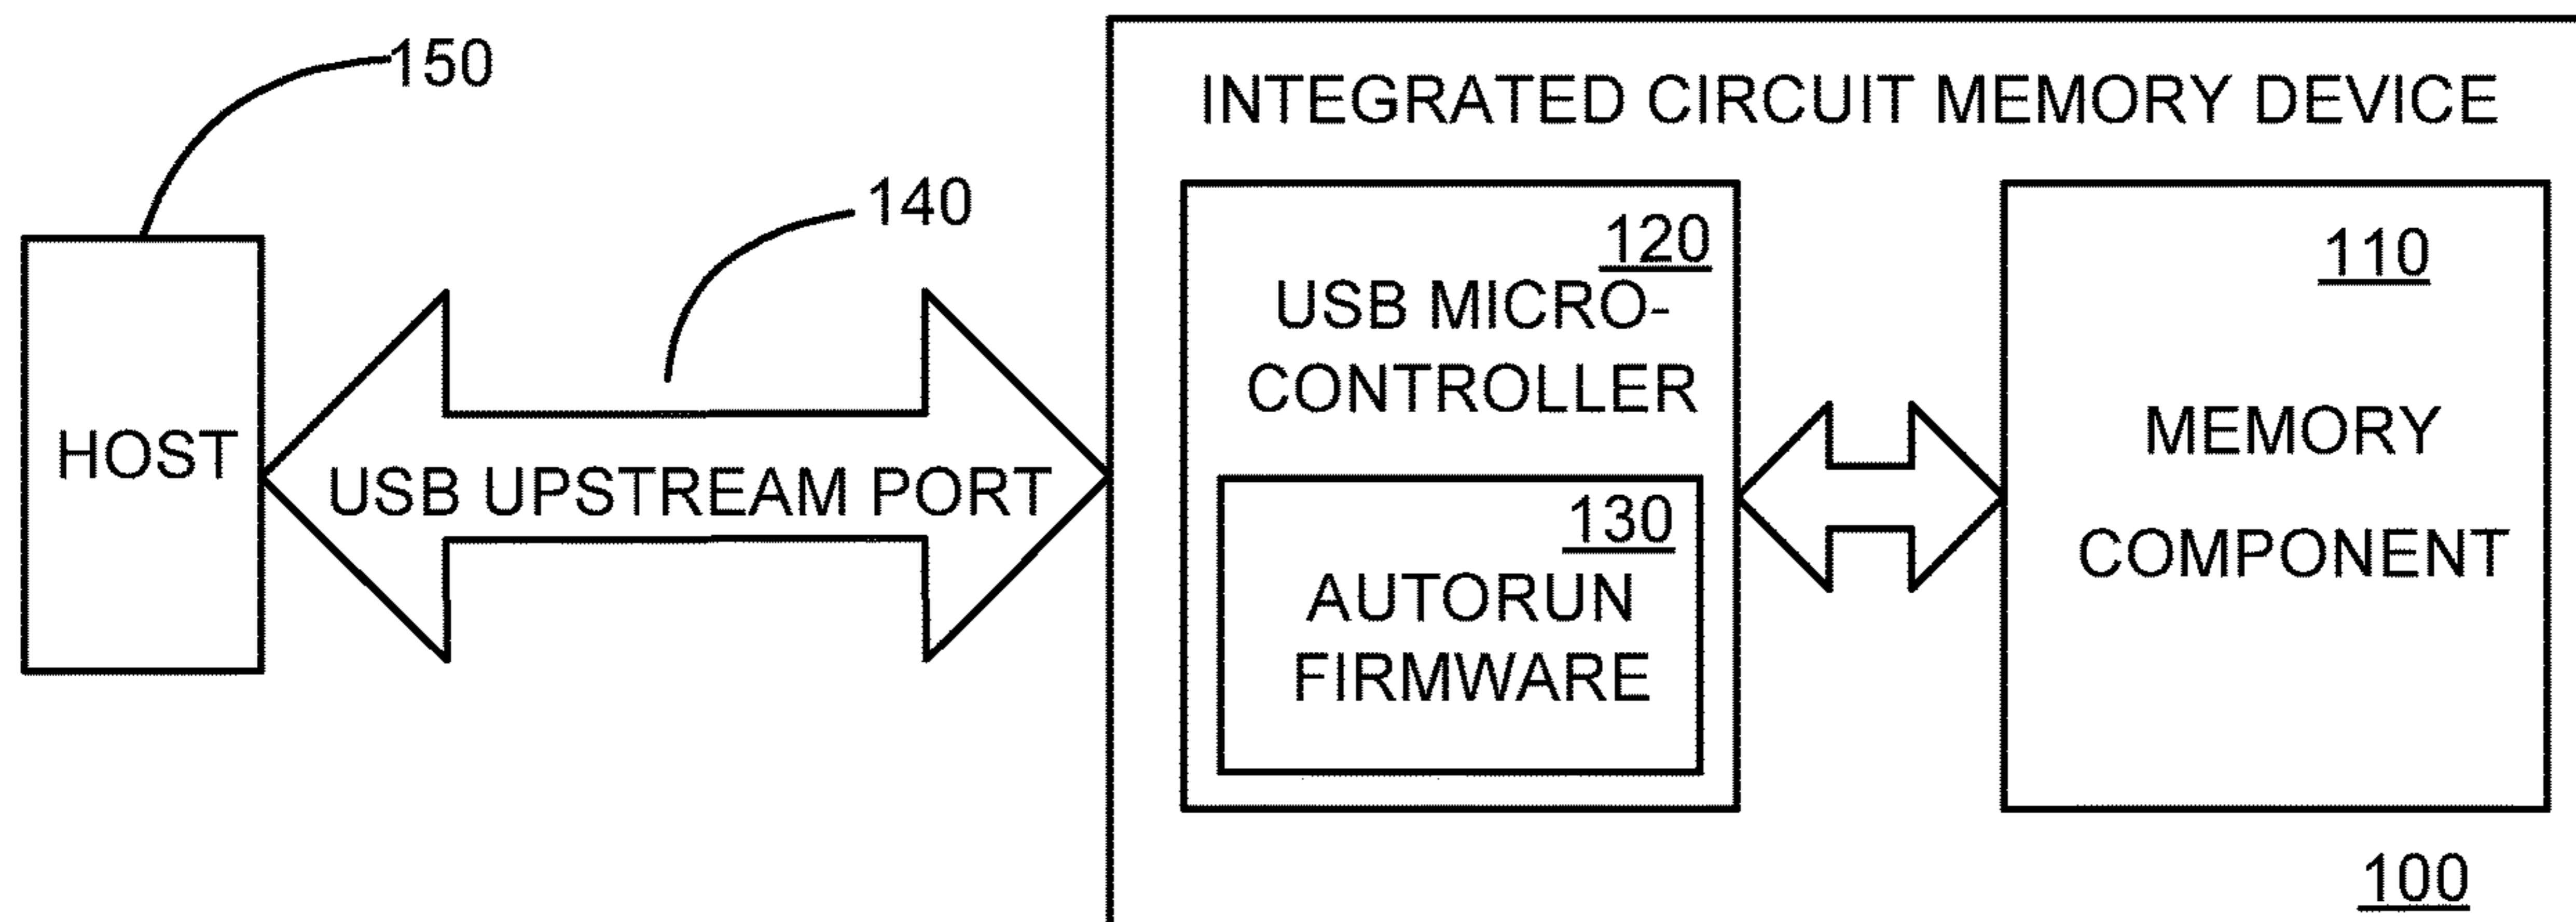 150
INTEGRATED CIRCUIT MEMORY DEVICE
140
HOST
USB UPSTREAM PORT
120
USB MICRO-
CONTROLLER
130
AUTORUN
FIRMWARE
110
MEMORY
COMPONENT
100